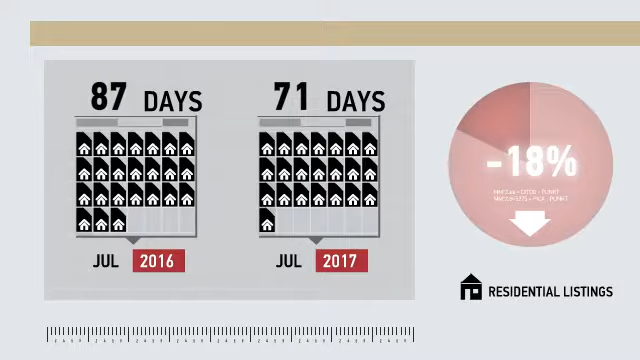 87 DAYS
71 DAYS
JUL 2016
JUL 2017
-18%
RESIDENTIAL LISTINGS